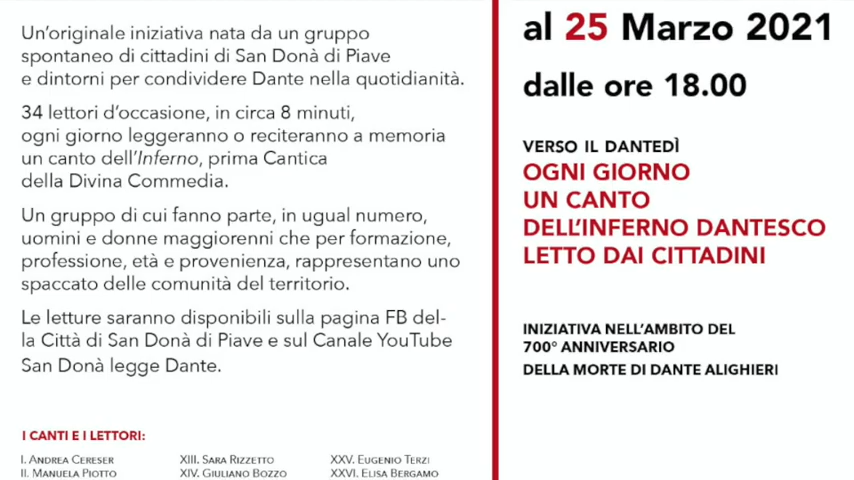 Un'originale iniziativa nata da un gruppo
spontaneo di cittadini di San Donà di Piave
e dintorni per condividere Dante nella quotidianità.
34 lettori d'occasione, in circa 8 minuti,
ogni giorno leggeranno o reciteranno a memoria
un canto dell'Inferno, prima Cantica
della Divina Commedia.
Un gruppo di cui fanno parte, in ugual numero,
uomini e donne maggiorenni che per formazione,
professione, età e provenienza, rappresentano uno
spaccato delle comunità del territorio.
Le letture saranno disponibili sulla pagina FB del-
la Città di San Donà di Piave e sul Canale YouTube
San Donà legge Dante.
I CANTI E I LETTORI:
I. ANDREA CERESER
II. MANUELA PIOTTO
XIII. SARA RIZZETTO
XIV. GIULIANO BOZZO
XXV. EUGENIO TERZI
XXVI. ELISA BERGAMO
al 25 Marzo 2021
dalle ore 18.00
VERSO IL DANTEDÌ
OGNI GIORNO
UN CANTO
DELL'INFERNO DANTESCO
LETTO DAI CITTADINI
INIZIATIVA NELL'AMBITO DEL
700° ANNIVERSARIO
DELLA MORTE DI DANTE ALIGHIERI